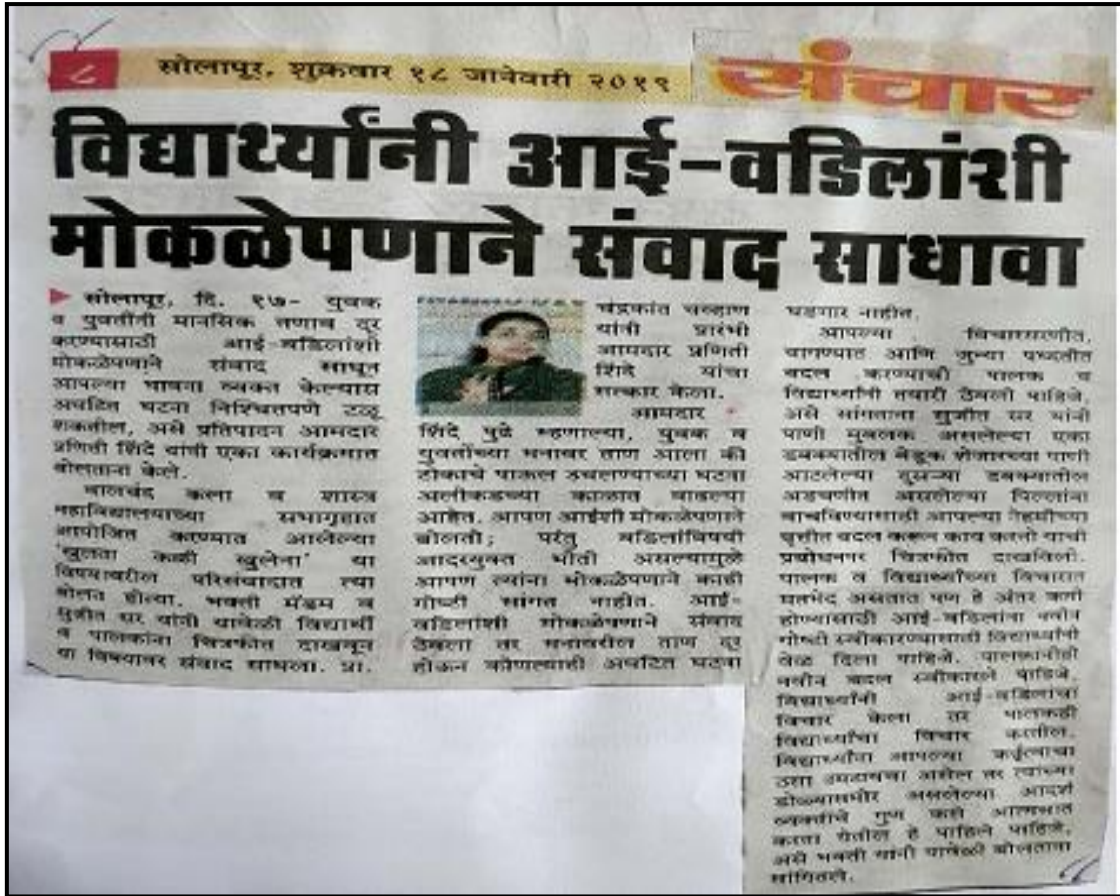 ८
सोलापूर, शुक्रवार १८ जानेवारी २०१९
संचार
विद्यार्थ्यांनी आई-वडिलांशी
मोकळेपणाने संवाद साधावा
सोलापूर, दि. १७- युवक
व युवतींनी मानसिक तणाव दूर
करण्यासाठी आई-वडिलांशी
मोकळेपणाने संवाद साधून
आपल्या भावना व्यक्त केल्यास
अघटित घटना निश्चितपणे टळू
शकतील, असे प्रतिपादन आमदार
प्रणिती शिंदे यांनी एका कार्यक्रमात
बोलताना केले.
वालचंद कला व शास्त्र
महाविद्यालयाच्या सभागृहात
आयोजित करण्यात आलेल्या
'खुलता कळी खुलेना' या
विषयावरील परिसंवादात त्या
बोलत होत्या. भक्ती मॅडम व
सुजीत सर यांनी यावेळी विद्यार्थी
व पालकांना चित्रफीत दाखवून
या विषयावर संवाद साधला. प्रा.
चंद्रकांत चव्हाण
यांनी प्रारंभी
आमदार प्रणिती
शिंदे यांचा
सत्कार केला.
आमदार
शिंदे पुढे म्हणाल्या, युवक व
युवतींच्या मनावर ताण आला की
टोकाचे पाऊल उचलण्याच्या घटना
अलीकडच्या काळात वाढल्या
आहेत. आपण आईशी मोकळेपणाने
बोलतो; परंतु वडिलांविषयी
आदरयुक्त भीती असल्यामुळे
आपण त्यांना मोकळेपणाने काही
गोष्टी सांगत नाहीत. आई-
वडिलांशी मोकळेपणाने संवाद
ठेवला तर मनावरील ताण दूर
होऊन कोणत्याही अघटित घटना
घडणार नाहीत.
आपल्या विचारसरणीत,
वागण्यात आणि जुन्या पध्दतीत
बदल करण्याची पालक व
विद्यार्थ्यांनी तयारी ठेवली पाहिजे,
असे सांगताना सुजीत सर यांनी
पाणी मुबलक असलेल्या एका
डबक्यातील बेडूक शेजारच्या पाणी
आटलेल्या दुसऱ्या डबक्यातील
अडचणीत असलेल्या पिल्लांना
वाचविण्यासाठी आपल्या नेहमीच्या
वृत्तीत बदल करून काय करतो याची
प्रबोधनपर चित्रफीत दाखविली.
पालक व विद्यार्थ्यांच्या विचारात
मतभेद असतात पण हे अंतर कमी
होण्यासाठी आई-वडिलांना नवीन
गोष्टी स्वीकारण्यासाठी विद्यार्थ्यांनी
वेळ दिला पाहिजे. पालकांनीही
नवीन बदल स्वीकारले पाहिजे.
विद्यार्थ्यांनी आई-वडिलांचा
विचार केला तर पालकही
विद्यार्थ्यांचा विचार करतील.
विद्यार्थ्यांना आपल्या कर्तृत्वाचा
ठसा उमटवायचा असेल तर त्यांच्या
डोळ्यासमोर असलेल्या आदर्श
व्यक्तींचे गुण कसे आत्मसात
करता येतील हे पाहिले पाहिजे,
असे भक्ती यांनी यावेळी बोलताना
सांगितले.